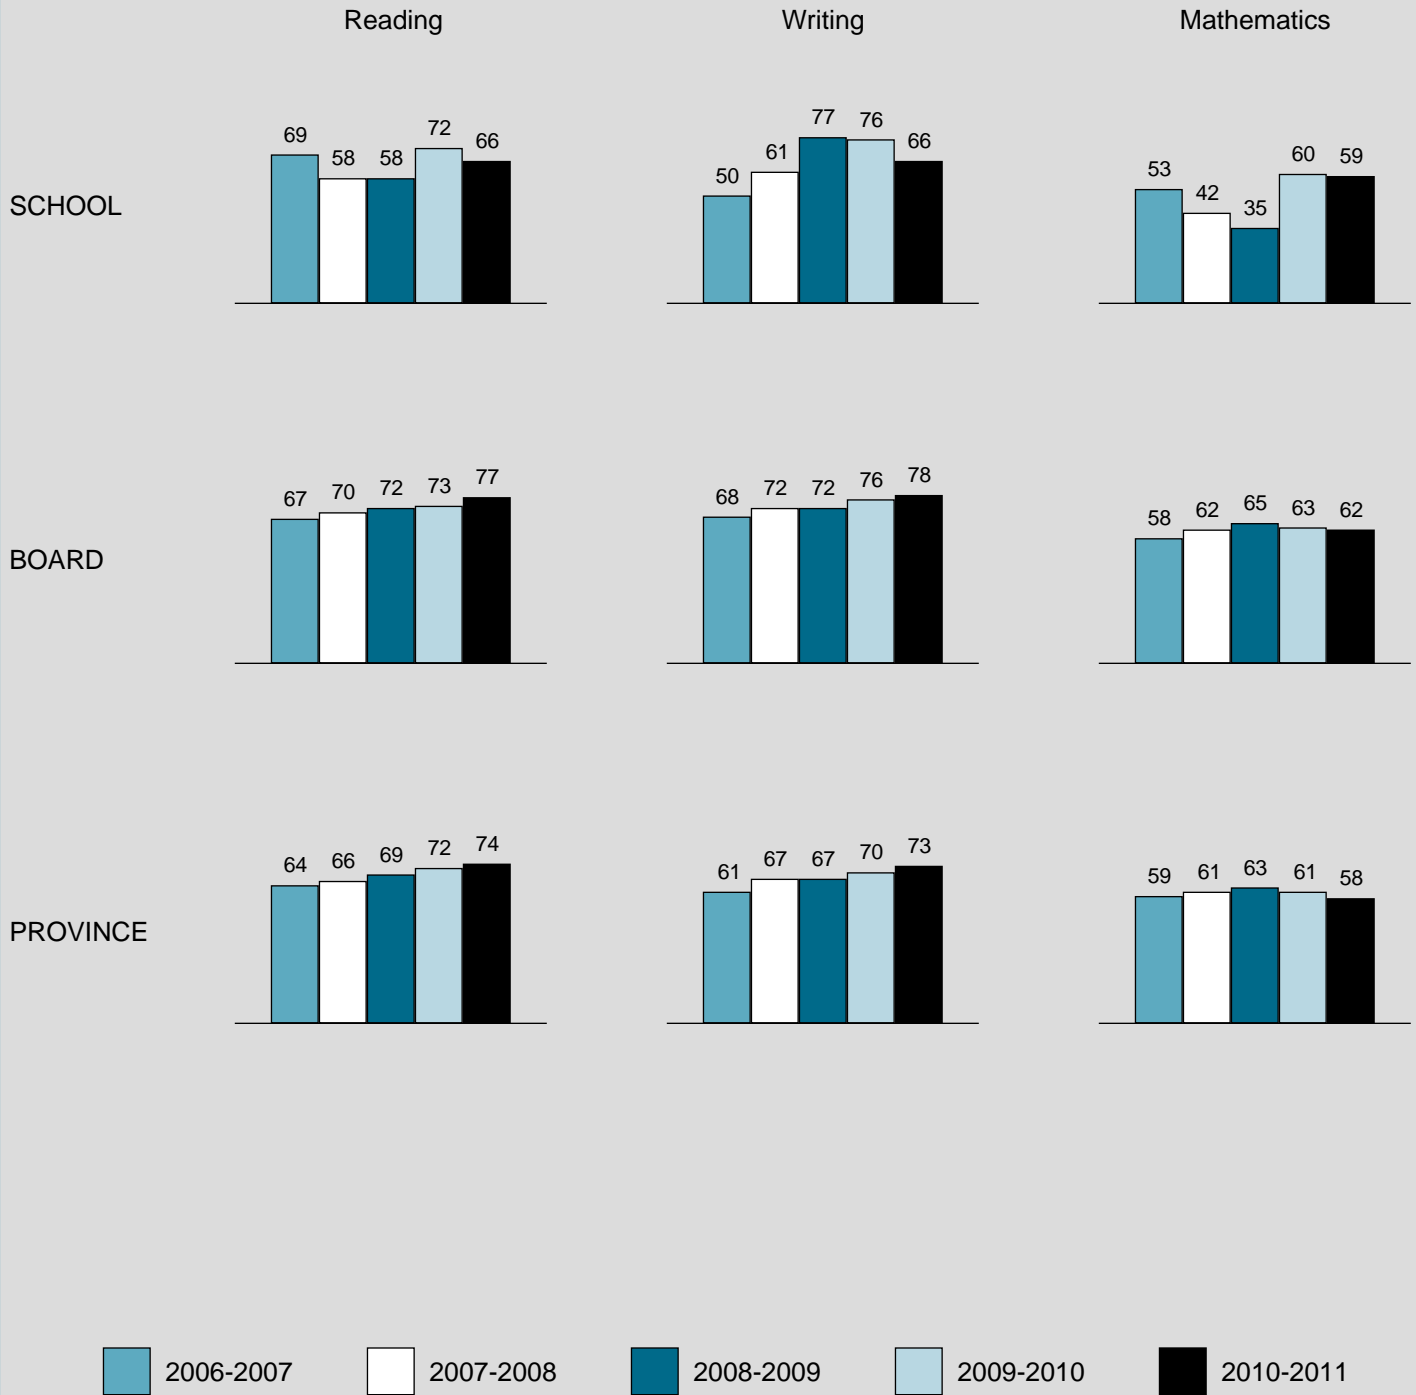 Reading Writing Mathematics
SCHOOL
69 58 58 72 66
50 61 77 76 66
53 42 35 60 59
BOARD
67 70 72 73 77
68 72 72 76 78
58 62 65 63 62
PROVINCE
64 66 69 72 74
61 67 67 70 73
59 61 63 61 58
2006-2007 2007-2008 2008-2009 2009-2010 2010-2011